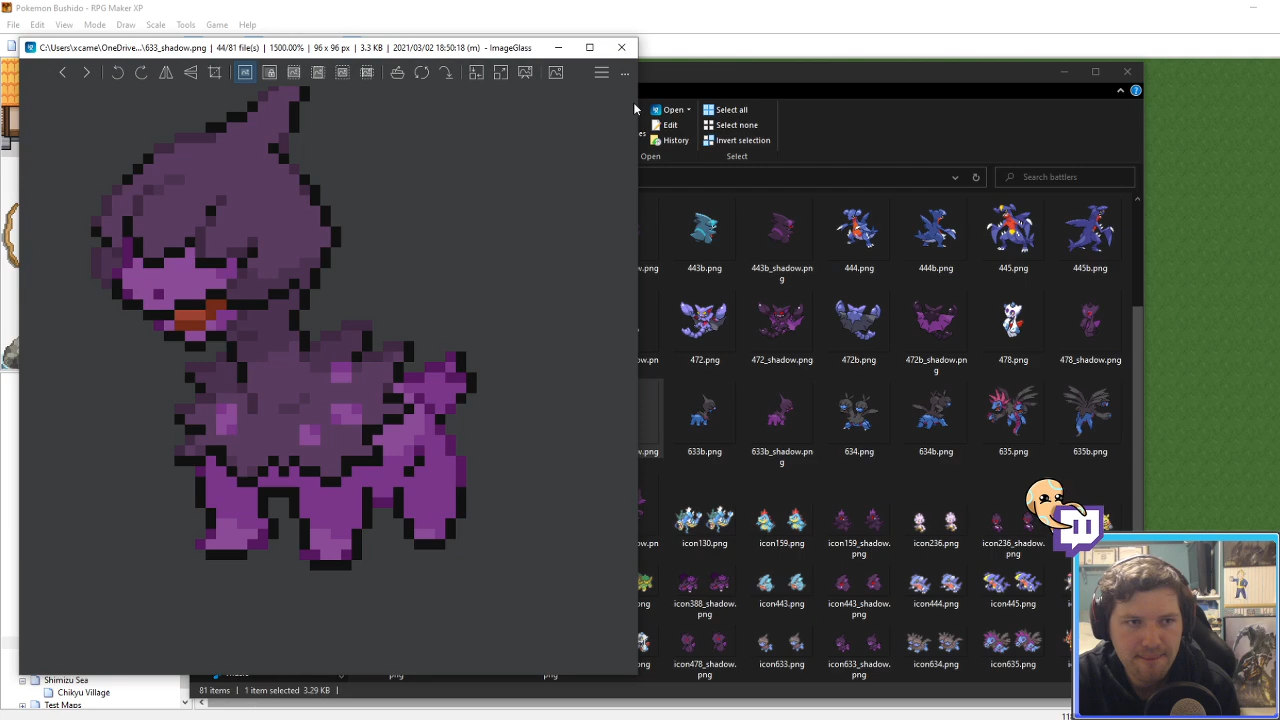 Pokemon Bushido - RPG Maker XP
File Edit View Mode Draw Scale Tools Game Help
C:\Users\xcame\OneDrive...\633_shadow.png | 44/81 file(s) | 1500.00% | 96 x 96 px | 3.3 KB | 2021/03/02 18:50:18 (m) - ImageGlass
Open Select all
Edit Select none
History Invert selection
Open Select
Search battlers
443b.png 443b_shadow.png 444.png 444b.png 445.png 445b.png
472.png 472_shadow.png 472b.png 472b_shadow.png 478.png 478_shadow.png
633b.png 633b_shadow.png 634.png 634b.png 635.png 635b.png
icon130.png icon159.png icon159_shadow.png icon236.png icon236_shadow.png
icon388_shadow.png icon443.png icon443_shadow.png icon444.png icon445.png
icon478_shadow.png icon633.png icon633_shadow.png icon634.png icon635.png
Shimizu Sea
Chikyu Village
Test Maps
81 items 1 item selected 3.29 KB